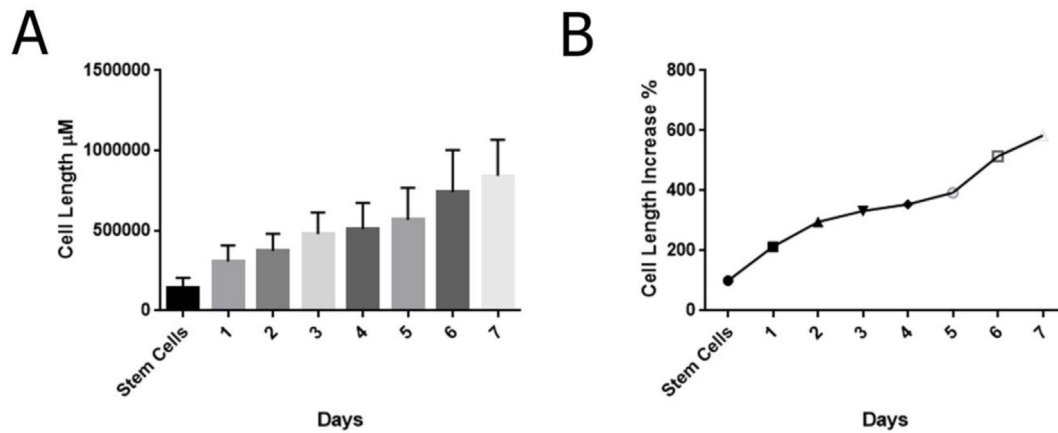 A
Cell Length µM
1500000
1000000
500000
0
Stem Cells
1
2
3
4
5
6
7
Days
B
Cell Length Increase %
800
600
400
200
0
Stem Cells
1
2
3
4
5
6
7
Days